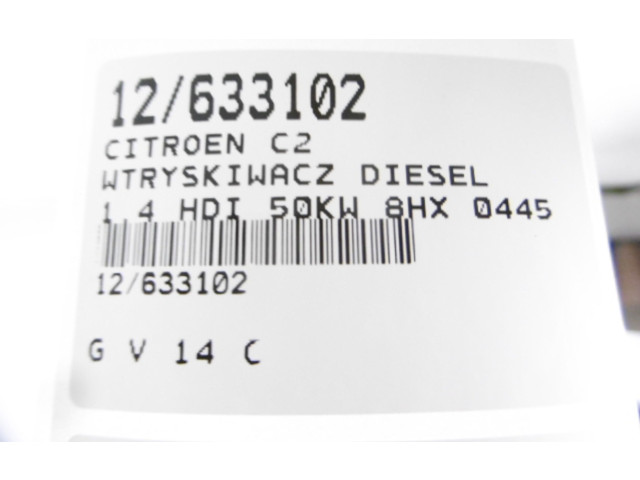 12/633102
CITROEN C2
WTRYSKIWACZ DIESEL
1.4 HDI 50KW 8HX 0445
12/633102
G V 14 C